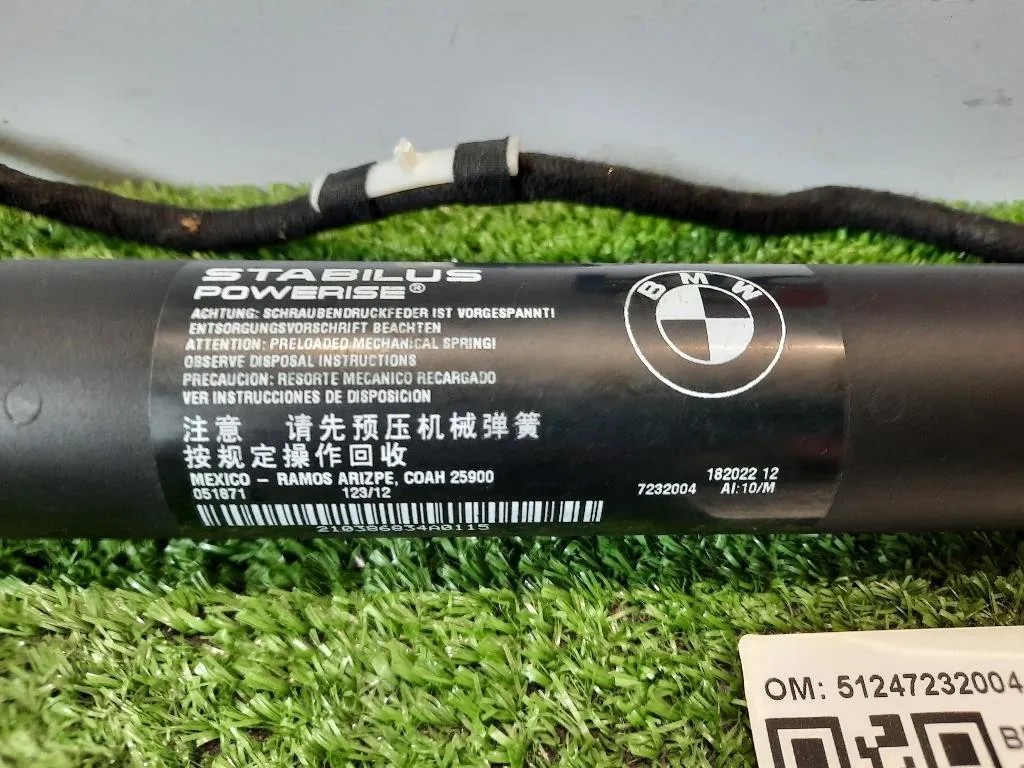 STABILUS
POWERISE®
ACHTUNG: SCHRAUBENDRUCKFEDER IST VORGESPANNT!
ENTSORGUNGSVORSCHRIFT BEACHTEN
ATTENTION: PRELOADED MECHANICAL SPRING!
OBSERVE DISPOSAL INSTRUCTIONS
PRECAUCION: RESORTE MECANICO RECARGADO
VER INSTRUCCIONES DE DISPOSICION
注意 请先预压机械弹簧
按规定操作回收
MEXICO – RAMOS ARIZPE, COAH 25900
051871 123/12
210386834A0115
BMW
182022 12
7232004 AI:10/M
OM: 51247232004